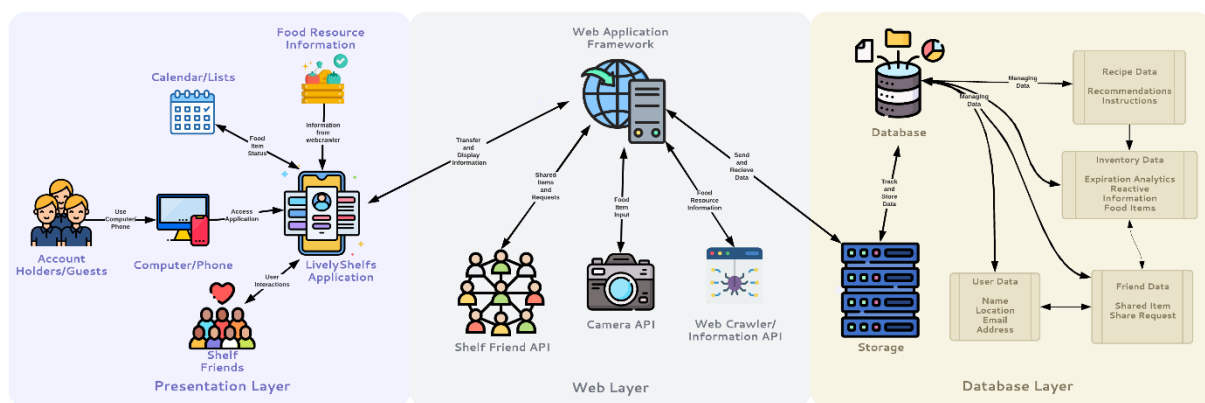 Food Resource
Information
Calendar/Lists
Information
from
webcrawler
Food
Item
Status
Use
Computer/
Phone
Access
Application
Account
Holders/Guests
Computer/Phone
LivelyShelfs
Application
User
Interactions
Shelf
Friends
Presentation Layer
Web Application
Framework
Transfer
and
Display
Information
Shared
Items
and
Requests
Food
Item
Input
Food
Resource
Information
Send
and
Recieve
Data
Shelf Friend API
Camera API
Web Crawler/
Information API
Web Layer
Database
Managing
Data
Managing
Data
Recipe Data
Recommendations
Instructions
Inventory Data
Expiration Analytics
Reactive
Information
Food Items
Track
and
Store
Data
Storage
User Data
Name
Location
Email
Address
Friend Data
Shared Item
Share Request
Database Layer